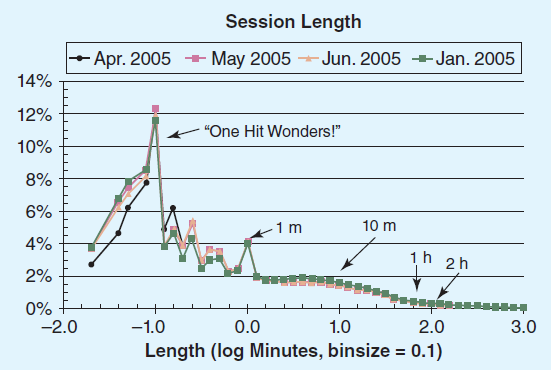 Session Length
Apr. 2005 May 2005 Jun. 2005 Jan. 2005
14%
12%
10%
8%
6%
4%
2%
0%
“One Hit Wonders!”
1 m
10 m
1 h
2 h
–2.0 –1.0 0.0 1.0 2.0 3.0
Length (log Minutes, binsize = 0.1)